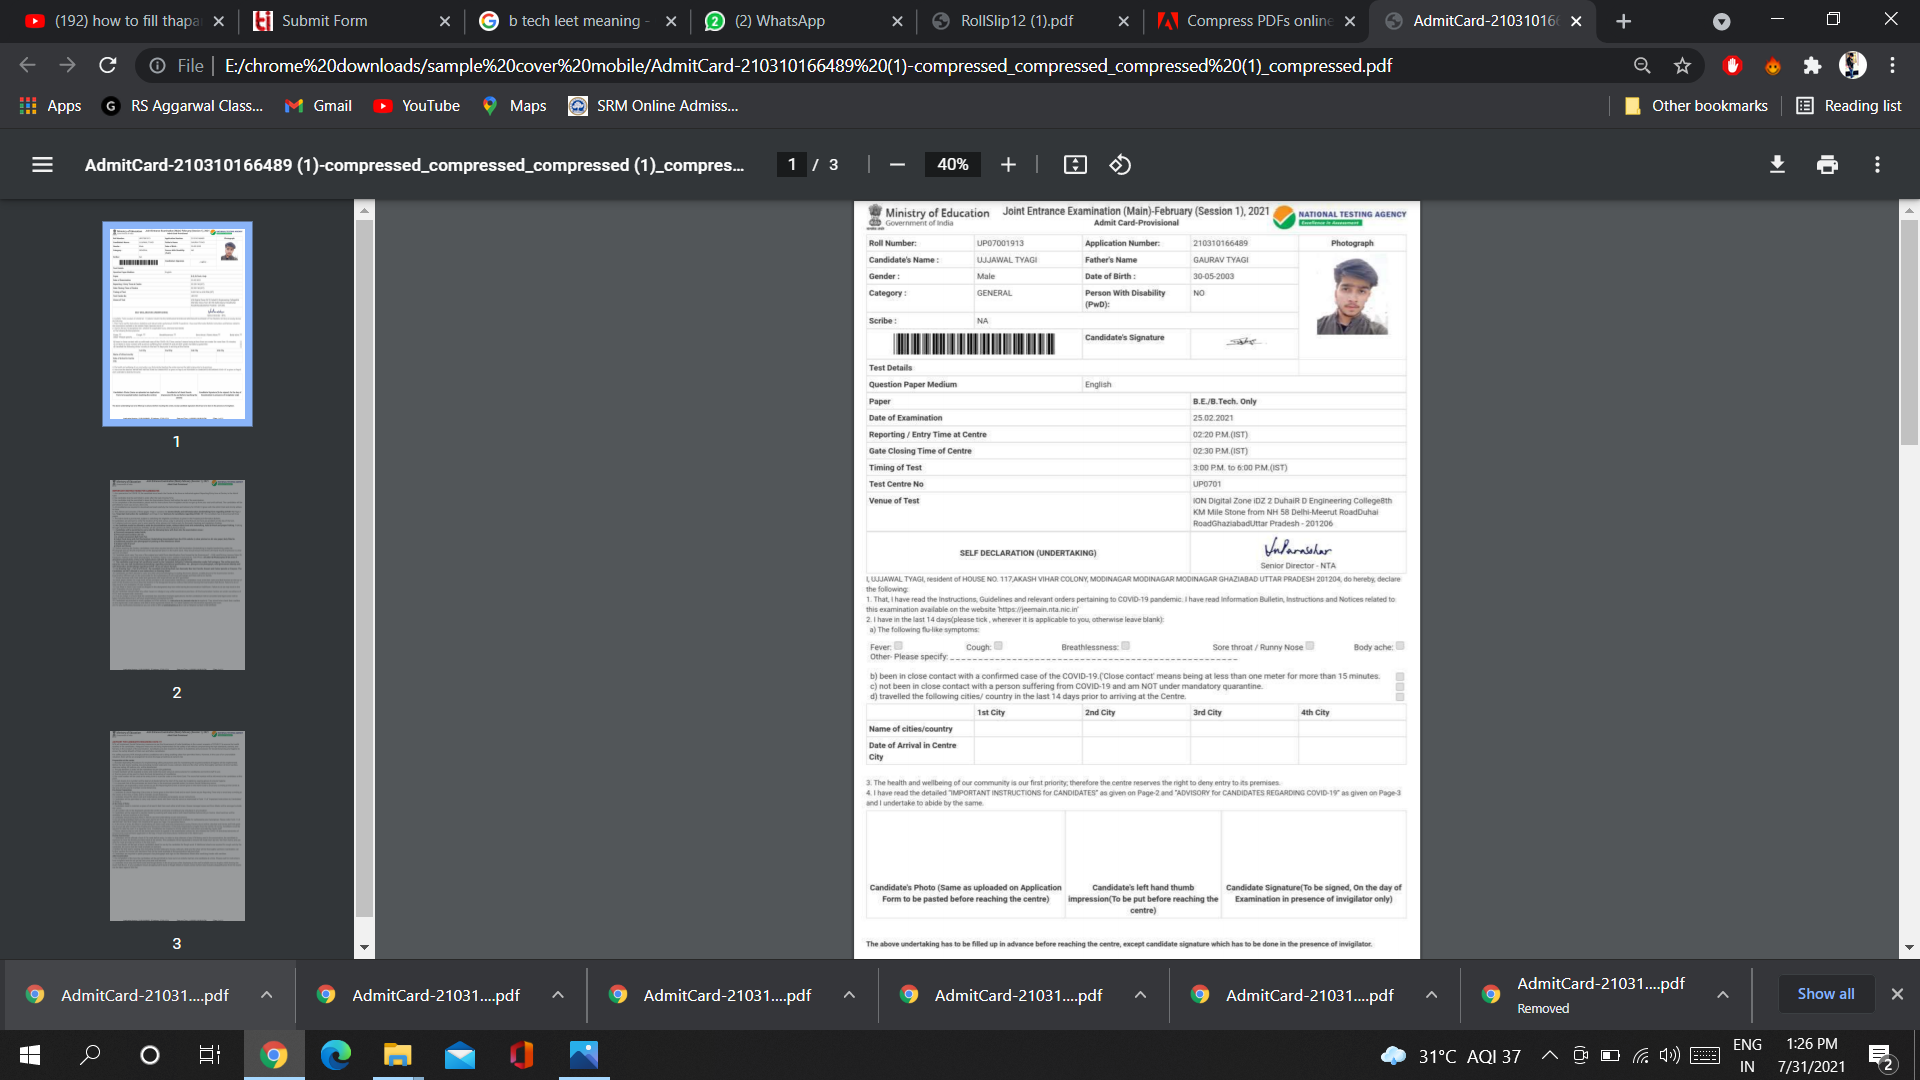 (192) how to fill thapa
Submit Form
b tech leet meaning -
(2) WhatsApp
RollSlip12 (1).pdf
Compress PDFs online
AdmitCard-210310166
File
E:/chrome%20downloads/sample%20cover%20mobile/AdmitCard-210310166489%20(1)-compressed_compressed_compressed%20(1)_compressed.pdf
Apps
RS Aggarwal Class...
Gmail
YouTube
Maps
SRM Online Admiss...
Other bookmarks
Reading list
AdmitCard-210310166489 (1)-compressed_compressed_compressed (1)_compres...
1 / 3
40%
1
2
3
Ministry of Education
Government of India
Joint Entrance Examination (Main)-February (Session 1), 2021
Admit Card-Provisional
NATIONAL TESTING AGENCY
Excellence in Assessment
Roll Number: UP07001913 Application Number: 210310166489 Photograph
Candidate's Name : UJJAWAL TYAGI Father's Name GAURAV TYAGI
Gender : Male Date of Birth : 30-05-2003
Category : GENERAL Person With Disability (PwD): NO
Scribe : NA
Candidate's Signature
Test Details
Question Paper Medium English
Paper B.E./B.Tech. Only
Date of Examination 25.02.2021
Reporting / Entry Time at Centre 02:20 P.M.(IST)
Gate Closing Time of Centre 02:30 P.M.(IST)
Timing of Test 3:00 P.M. to 6:00 P.M.(IST)
Test Centre No UP0701
Venue of Test iON Digital Zone iDZ 2 DuhaiR D Engineering College8th
KM Mile Stone from NH 58 Delhi-Meerut RoadDuhai
RoadGhaziabadUttar Pradesh - 201206
SELF DECLARATION (UNDERTAKING)
Senior Director - NTA
I, UJJAWAL TYAGI, resident of HOUSE NO. 117,AKASH VIHAR COLONY, MODINAGAR MODINAGAR MODINAGAR GHAZIABAD UTTAR PRADESH 201204, do hereby, declare
the following:
1. That, I have read the Instructions, Guidelines and relevant orders pertaining to COVID-19 pandemic. I have read Information Bulletin, Instructions and Notices related to
this examination available on the website 'https://jeemain.nta.nic.in'
2. I have in the last 14 days(please tick , wherever it is applicable to you, otherwise leave blank):
a) The following flu-like symptoms:
Fever: Cough: Breathlessness: Sore throat / Runny Nose Body ache:
Other- Please specify:
b) been in close contact with a confirmed case of the COVID-19.('Close contact' means being at less than one meter for more than 15 minutes.
c) not been in close contact with a person suffering from COVID-19 and am NOT under mandatory quarantine.
d) travelled the following cities/ country in the last 14 days prior to arriving at the Centre.
1st City 2nd City 3rd City 4th City
Name of cities/country
Date of Arrival in Centre
City
3. The health and wellbeing of our community is our first priority; therefore the centre reserves the right to deny entry to its premises.
4. I have read the detailed "IMPORTANT INSTRUCTIONS for CANDIDATES" as given on Page-2 and "ADVISORY for CANDIDATES REGARDING COVID-19" as given on Page-3
and I undertake to abide by the same.
Candidate's Photo (Same as uploaded on Application
Form to be pasted before reaching the centre)
Candidate's left hand thumb
impression(To be put before reaching the
centre)
Candidate Signature(To be signed, On the day of
Examination in presence of invigilator only)
The above undertaking has to be filled up in advance before reaching the centre, except candidate signature which has to be done in the presence of invigilator.
AdmitCard-21031....pdf
AdmitCard-21031....pdf
AdmitCard-21031....pdf
AdmitCard-21031....pdf
AdmitCard-21031....pdf
AdmitCard-21031....pdf
Removed
Show all
31°C AQI 37
ENG
IN
1:26 PM
7/31/2021
2